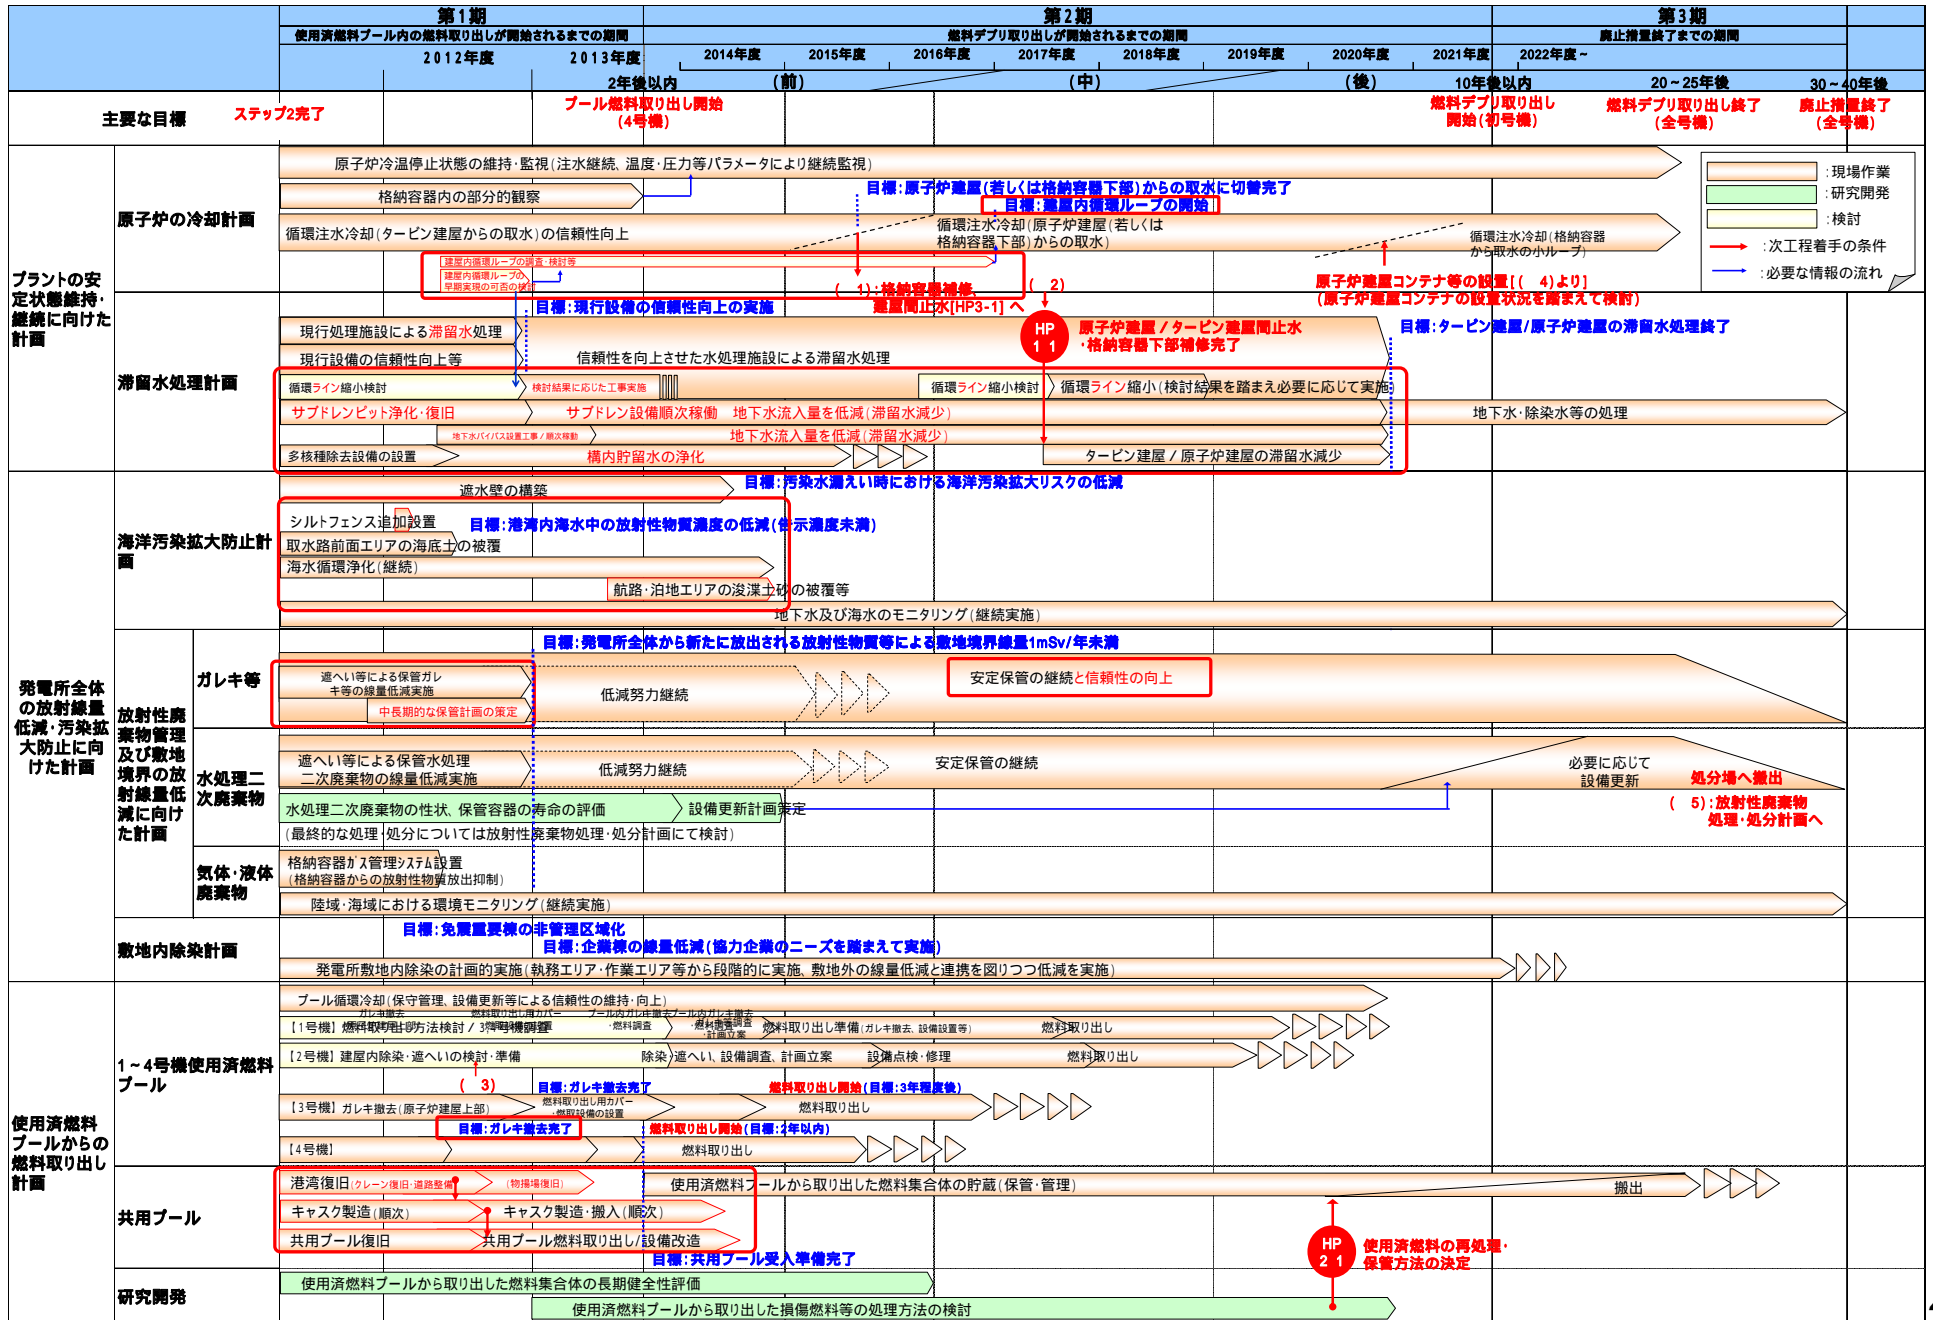 第1期
第2期
第3期
使用済燃料プール内の燃料取り出しが開始されるまでの期間
燃料デブリ取り出しが開始されるまでの期間
廃止措置終了までの期間
2012年度
2013年度
2014年度
2015年度
2016年度
2017年度
2018年度
2019年度
2020年度
2021年度
2022年度~
2年後以内
(前)
(中)
(後)
10年後以内
20~25年後
30~40年後
主要な目標
ステップ2完了
プール燃料取り出し開始
(4号機)
燃料デブリ取り出し
開始(初号機)
燃料デブリ取り出し終了
(全号機)
廃止措置終了
(全号機)
:現場作業
:研究開発
:検討
:次工程着手の条件
:必要な情報の流れ
プラントの安
定状態維持・
継続に向けた
計画
原子炉の冷却計画
原子炉冷温停止状態の維持・監視(注水継続、温度・圧力等パラメータにより継続監視)
格納容器内の部分的観察
目標:原子炉建屋(若しくは格納容器下部)からの取水に切替完了
目標:建屋内循環ループの開始
循環注水冷却(タービン建屋からの取水)の信頼性向上
循環注水冷却(原子炉建屋(若しくは
格納容器下部)からの取水)
循環注水冷却(格納容器
から取水の小ループ)
建屋内循環ループの調査・検討等
建屋内循環ループの
早期実現の可否の検討
( 1):格納容器補修、
建屋間止水[HP3-1] へ
( 2)
原子炉建屋コンテナ等の設置[( 4)より]
(原子炉建屋コンテナの設置状況を踏まえて検討)
滞留水処理計画
目標:現行設備の信頼性向上の実施
現行処理施設による滞留水処理
現行設備の信頼性向上等
信頼性を向上させた水処理施設による滞留水処理
HP
1 1
原子炉建屋/タービン建屋間止水
・格納容器下部補修完了
目標:タービン建屋/原子炉建屋の滞留水処理終了
循環ライン縮小検討
検討結果に応じた工事実施
循環ライン縮小検討
循環ライン縮小(検討結果を踏まえ必要に応じて実施)
サブドレンピット浄化・復旧
サブドレン設備順次稼働 地下水流入量を低減(滞留水減少)
地下水・除染水等の処理
地下水バイパス設置工事/順次稼動
地下水流入量を低減(滞留水減少)
多核種除去設備の設置
構内貯留水の浄化
タービン建屋/原子炉建屋の滞留水減少
発電所全体
の放射線量
低減・汚染拡
大防止に向
けた計画
海洋汚染拡大防止計
画
遮水壁の構築
目標:汚染水漏えい時における海洋汚染拡大リスクの低減
シルトフェンス追加設置
目標:港湾内海水中の放射性物質濃度の低減(告示濃度未満)
取水路前面エリアの海底土の被覆
海水循環浄化(継続)
航路・泊地エリアの浚渫土砂の被覆等
地下水及び海水のモニタリング(継続実施)
放射性廃
棄物管理
及び敷地
境界の放
射線量低
減に向け
た計画
ガレキ等
目標:発電所全体から新たに放出される放射性物質等による敷地境界線量1mSv/年未満
遮へい等による保管ガレ
キ等の線量低減実施
中長期的な保管計画の策定
低減努力継続
安定保管の継続と信頼性の向上
水処理二
次廃棄物
遮へい等による保管水処理
二次廃棄物の線量低減実施
低減努力継続
安定保管の継続
必要に応じて
設備更新
処分場へ搬出
水処理二次廃棄物の性状、保管容器の寿命の評価
設備更新計画策定
( 5):放射性廃棄物
処理・処分計画へ
(最終的な処理・処分については放射性廃棄物処理・処分計画にて検討)
気体・液体
廃棄物
格納容器ガス管理システム設置
(格納容器からの放射性物質放出抑制)
陸域・海域における環境モニタリング(継続実施)
敷地内除染計画
目標:免震重要棟の非管理区域化
目標:企業棟の線量低減(協力企業のニーズを踏まえて実施)
発電所敷地内除染の計画的実施(執務エリア・作業エリア等から段階的に実施、敷地外の線量低減と連携を図りつつ低減を実施)
使用済燃料
プールからの
燃料取り出し
計画
1~4号機使用済燃料
プール
プール循環冷却(保守管理、設備更新等による信頼性の維持・向上)
ガレキ撤去
燃料取り出し用カバー
プール内ガレキ撤去
・燃料調査
プール内ガレキ撤去
【1号機】燃料取り出し方法検討/3,4号機調査
ガレキ等調査
・計画立案
燃料取り出し準備(ガレキ撤去、設備設置等)
燃料取り出し
【2号機】建屋内除染・遮へいの検討・準備
除染、遮へい、設備調査、計画立案
設備点検・修理
燃料取り出し
( 3)
目標:ガレキ撤去完了
燃料取り出し開始(目標:3年程度後)
【3号機】ガレキ撤去(原子炉建屋上部)
燃料取り出し用カバー
・燃取設備の設置
燃料取り出し
目標:ガレキ撤去完了
燃料取り出し開始(目標:2年以内)
【4号機】
燃料取り出し
共用プール
港湾復旧(クレーン復旧・道路整備)
(物揚場復旧)
使用済燃料プールから取り出した燃料集合体の貯蔵(保管・管理)
搬出
キャスク製造(順次)
キャスク製造・搬入(順次)
共用プール復旧
共用プール燃料取り出し/設備改造
目標:共用プール受入準備完了
HP
2 1
使用済燃料の再処理・
保管方法の決定
研究開発
使用済燃料プールから取り出した燃料集合体の長期健全性評価
使用済燃料プールから取り出した損傷燃料等の処理方法の検討